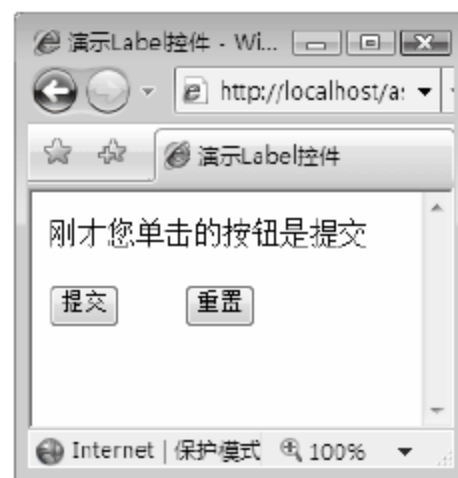 演示Label控件 - Wi...
http://localhost/a
演示Label控件
刚才您单击的按钮是提交
提交 重置
Internet | 保护模式 100%